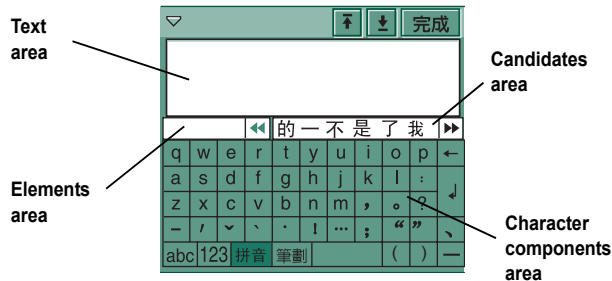 Text
area
完成
Candidates
area
的一不是了我
q w e r t y u i o p ←
Elements
area
a s d f g h j k l :
z x c v b n m , 。 ?
– ˊ ˇ ˋ · ! … ; “ ” 、
Character
components
area
abc 123 拼音 筆劃 ( ) —